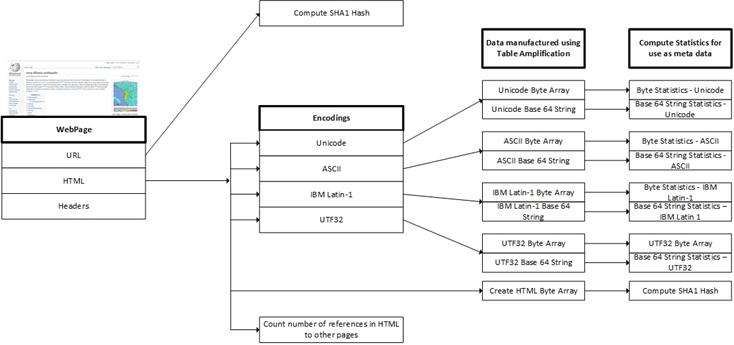 Compute SHA1 Hash
Data manufactured using
Table Amplification
Compute Statistics for
use as meta data
WebPage
URL
HTML
Headers
Encodings
Unicode
ASCII
IBM Latin-1
UTF32
Unicode Byte Array
Unicode Base 64 String
Byte Statistics - Unicode
Base 64 String Statistics -
Unicode
ASCII Byte Array
ASCII Base 64 String
Byte Statistics - ASCII
Base 64 String Statistics -
ASCII
IBM Latin-1 Byte Array
IBM Latin-1 Base 64
String
Byte Statistics - IBM
Latin-1
Base 64 String Statistics –
IBM Latin 1
UTF32 Byte Array
UTF32 Base 64 String
UTF32 Byte Array
Base 64 String Statistics –
UTF32
Create HTML Byte Array
Compute SHA1 Hash
Count number of references in HTML
to other pages